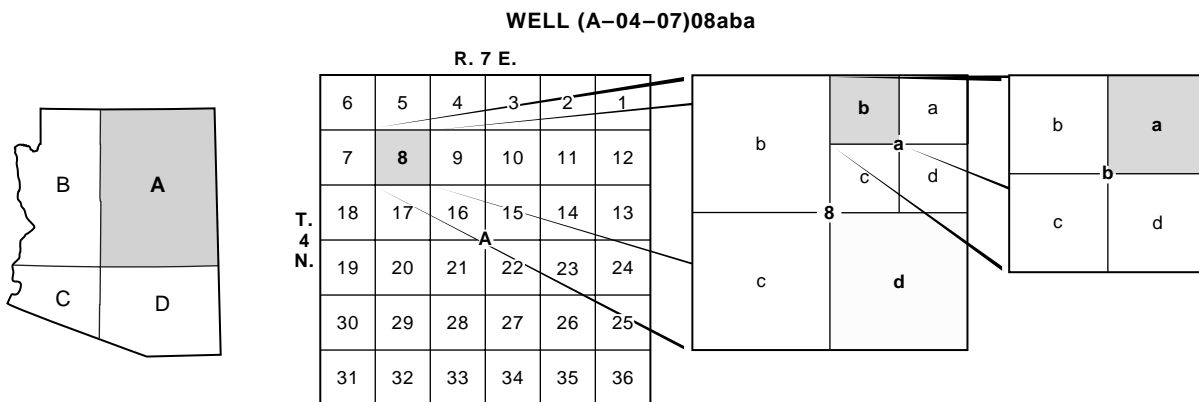 WELL (A–04–07)08aba
R. 7 E.
T.
4
N.
B A
C D
6 5 4 3 2 1
7 8 9 10 11 12
18 17 16 15 14 13
A
19 20 21 22 23 24
30 29 28 27 26 25
31 32 33 34 35 36
b b a
a
c d
8
c d
b a
b
c d